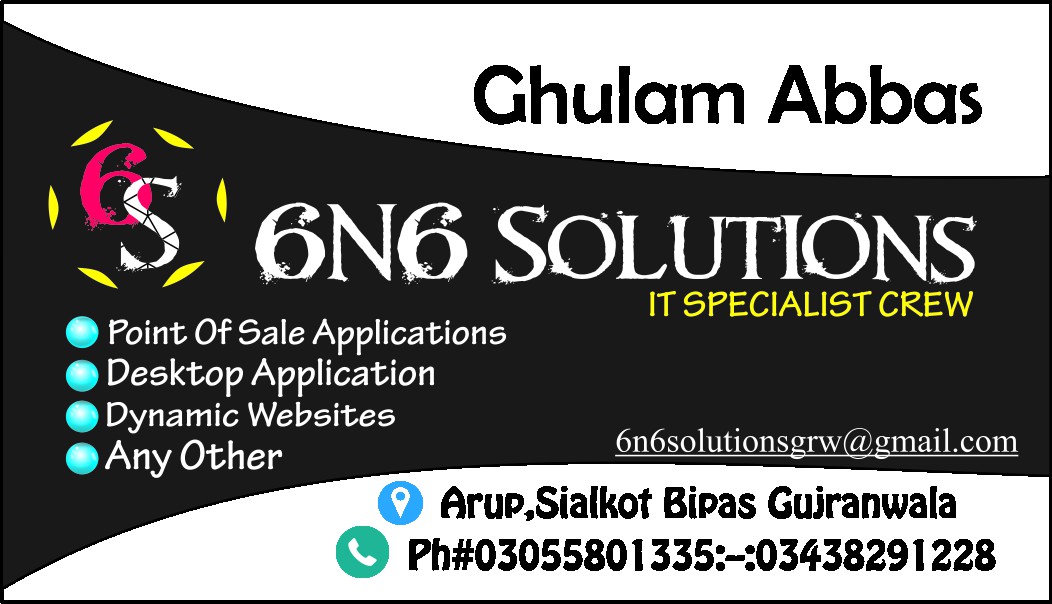 Ghulam Abbas
6S
6N6 SOLUTIONS
IT SPECIALIST CREW
Point Of Sale Applications
Desktop Application
Dynamic Websites
Any Other
6n6solutionsgrw@gmail.com
Arup,Sialkot Bipas Gujranwala
Ph#03055801335:-:03438291228